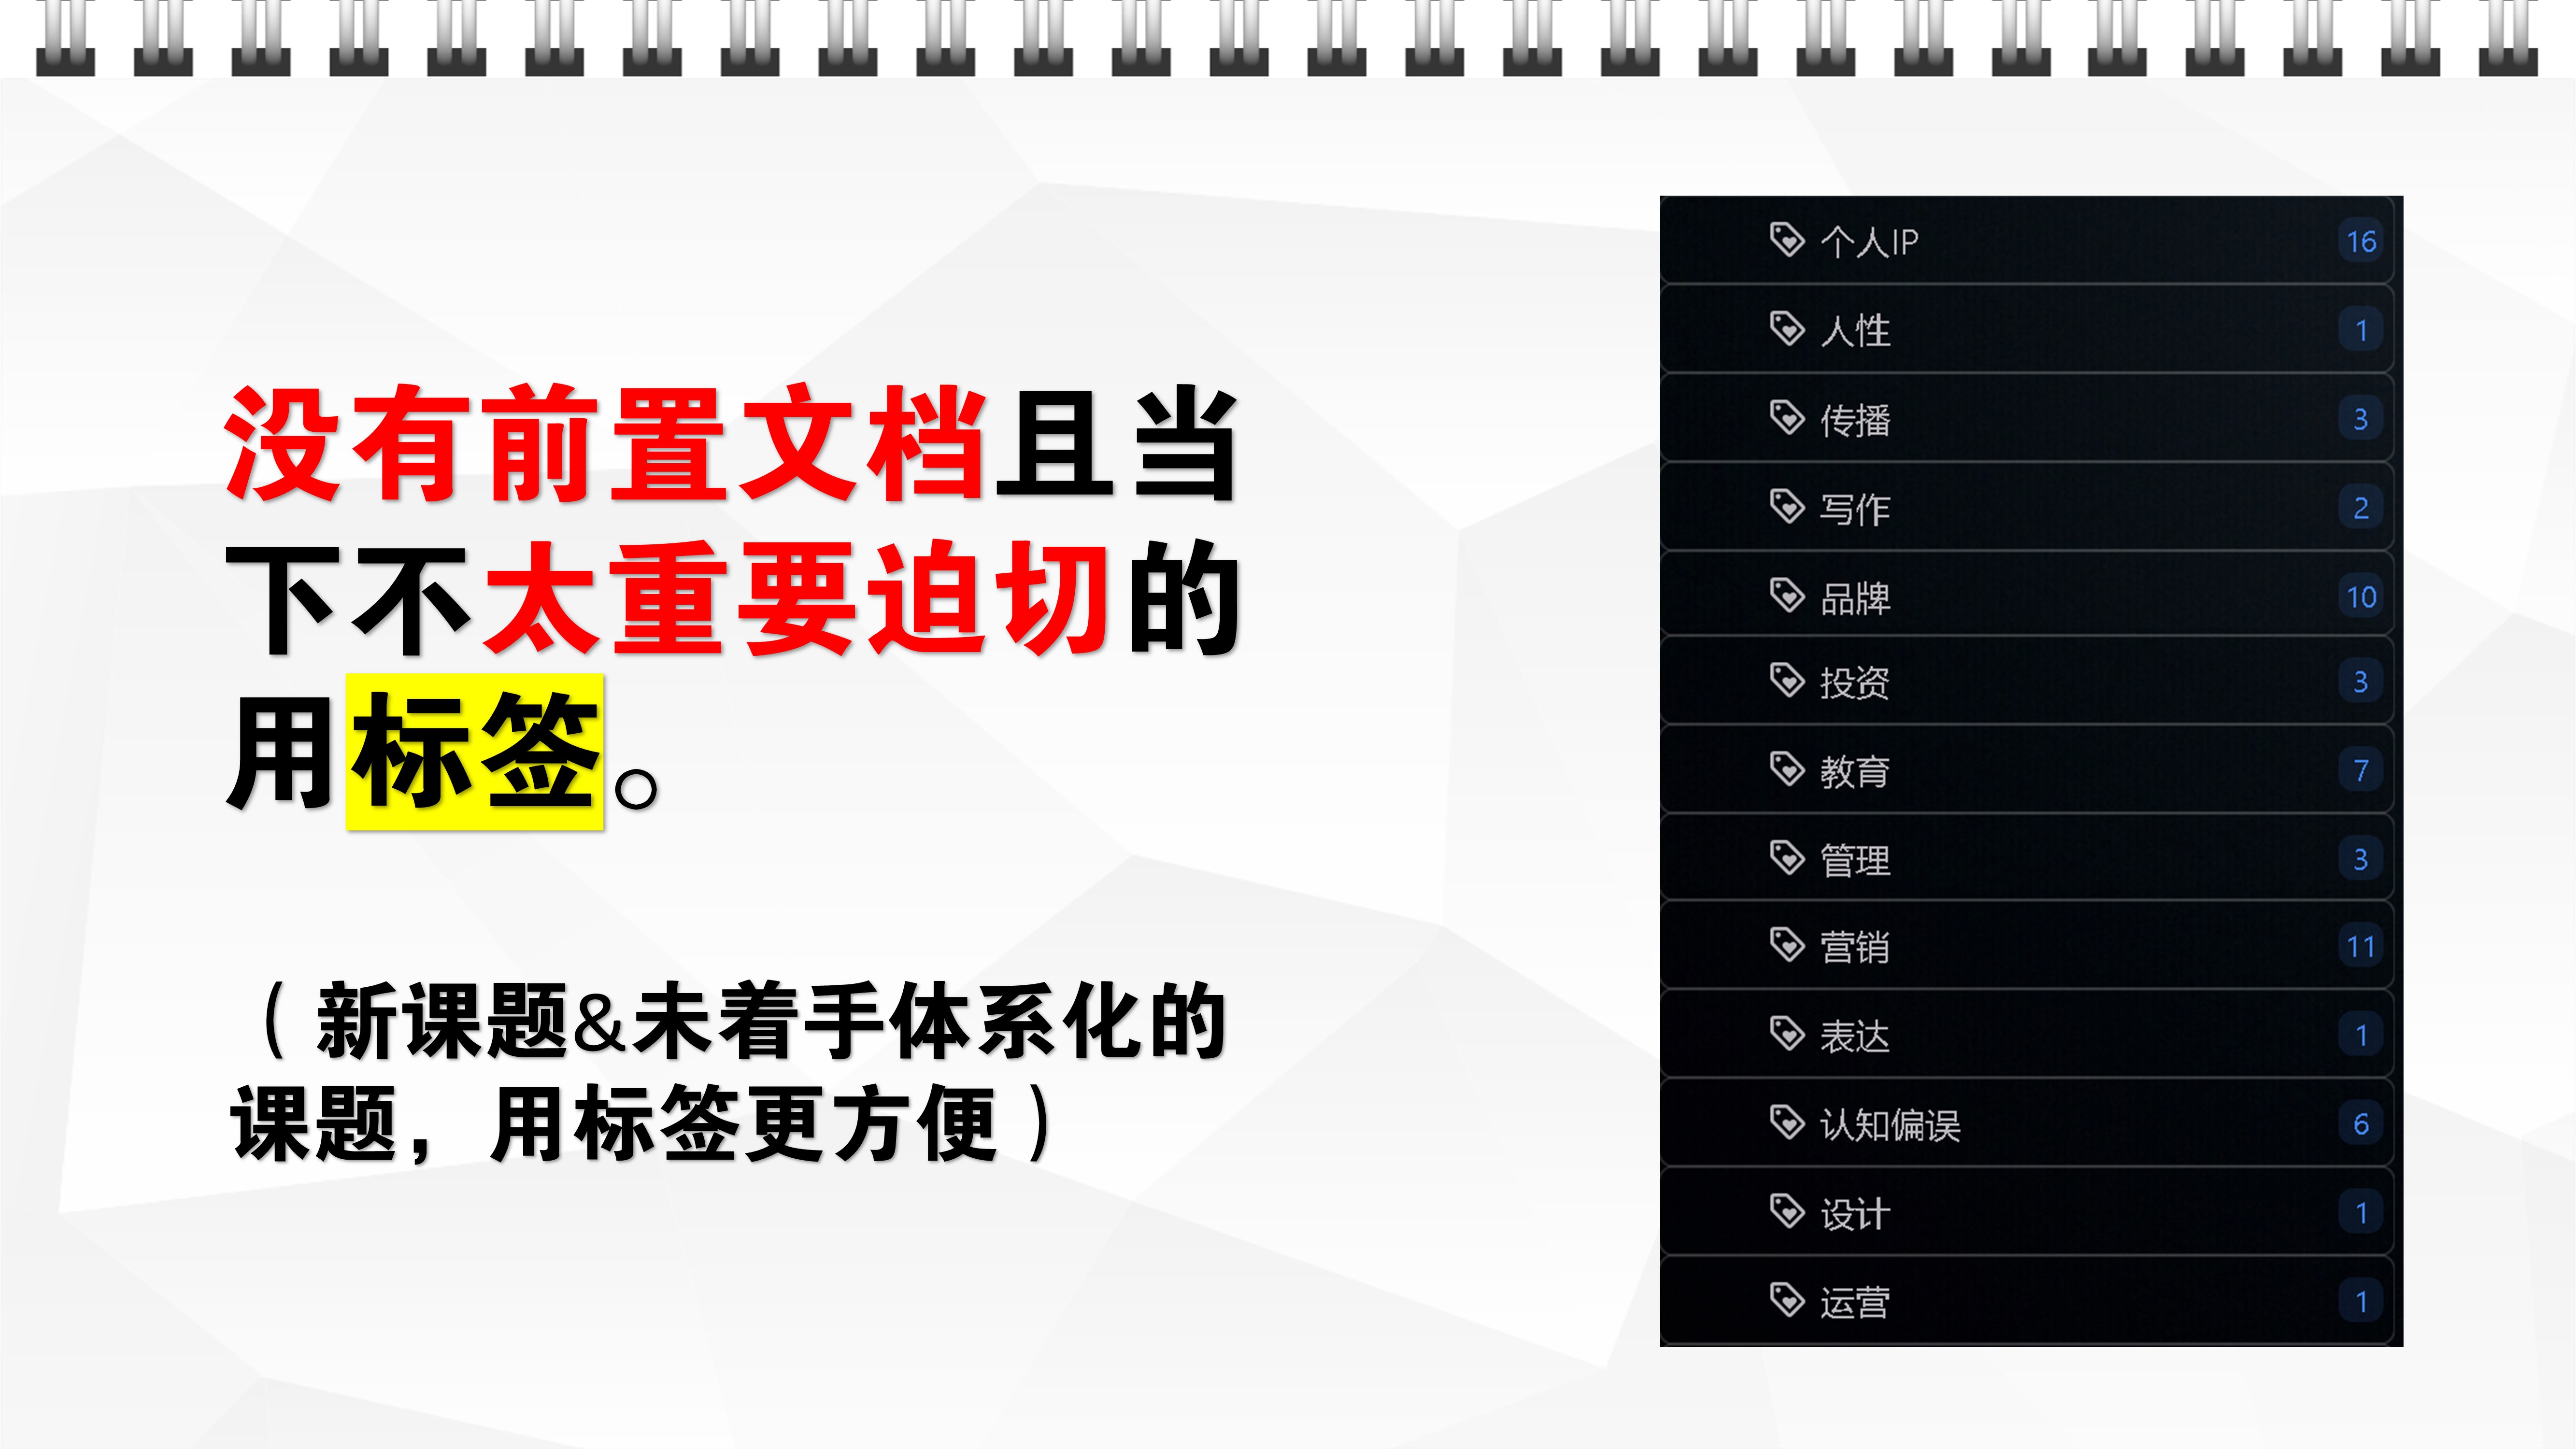 没有前置文档且当
下不太重要迫切的
用标签。
（新课题&未着手体系化的
课题，用标签更方便）
个人IP 16
人性 1
传播 3
写作 2
品牌 10
投资 3
教育 7
管理 3
营销 11
表达 1
认知偏误 6
设计 1
运营 1